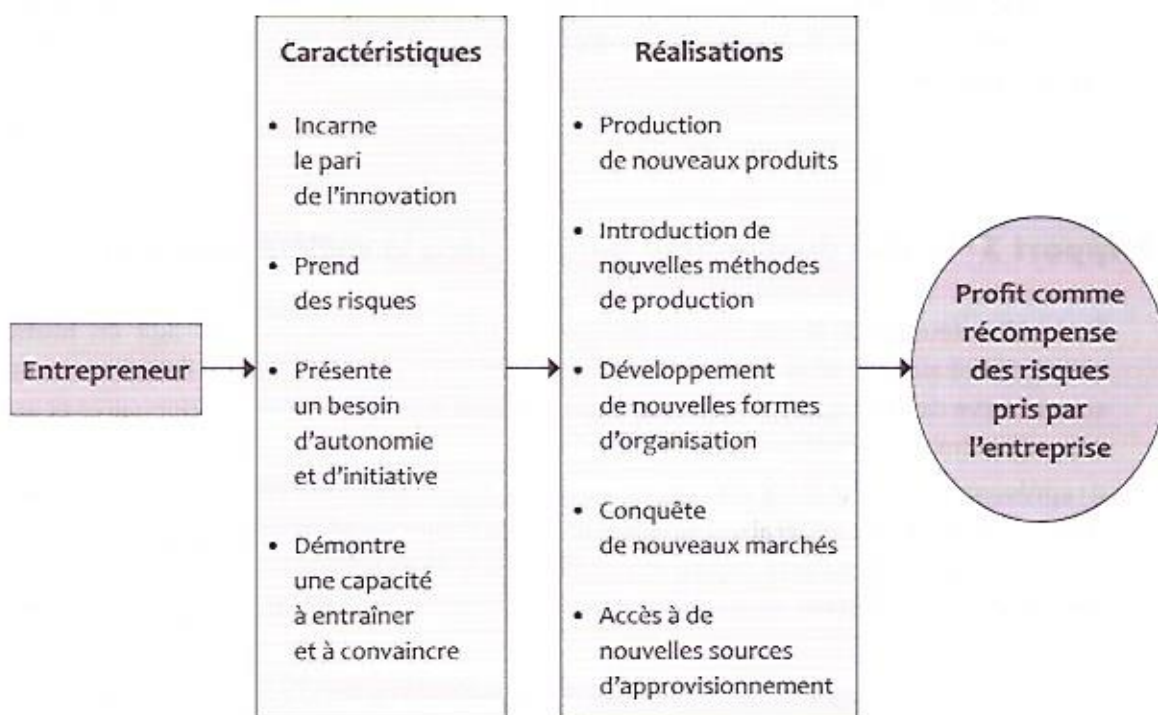 Caractéristiques
• Incarne
le pari
de l'innovation
• Prend
des risques
• Présente
un besoin
d'autonomie
et d'initiative
• Démontre
une capacité
à entraîner
et à convaincre
Réalisations
• Production
de nouveaux produits
• Introduction de
nouvelles méthodes
de production
• Développement
de nouvelles formes
d'organisation
• Conquête
de nouveaux marchés
• Accès à de
nouvelles sources
d'approvisionnement
Entrepreneur
Profit comme
récompense
des risques
pris par
l'entreprise